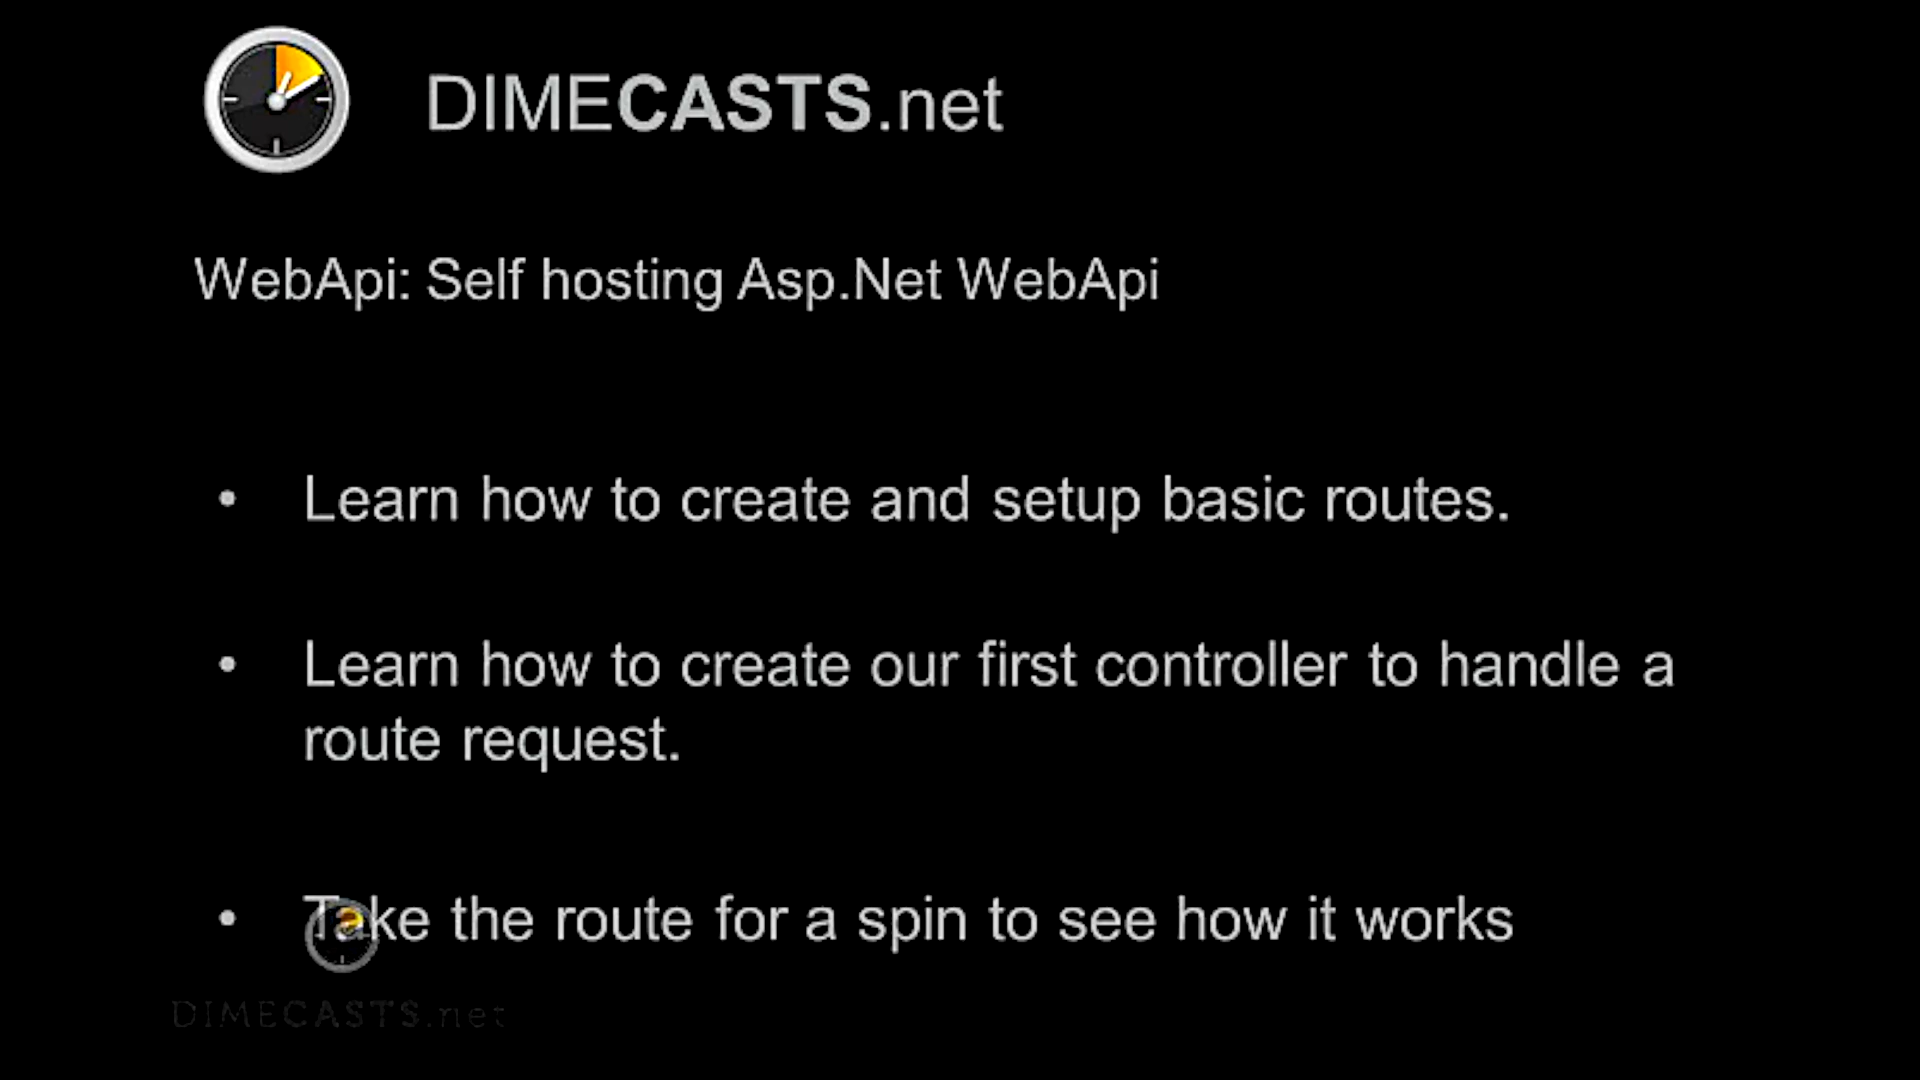 DIMECASTS.net
WebApi: Self hosting Asp.Net WebApi
• Learn how to create and setup basic routes.
• Learn how to create our first controller to handle a
route request.
• Take the route for a spin to see how it works
DIMECASTS.net